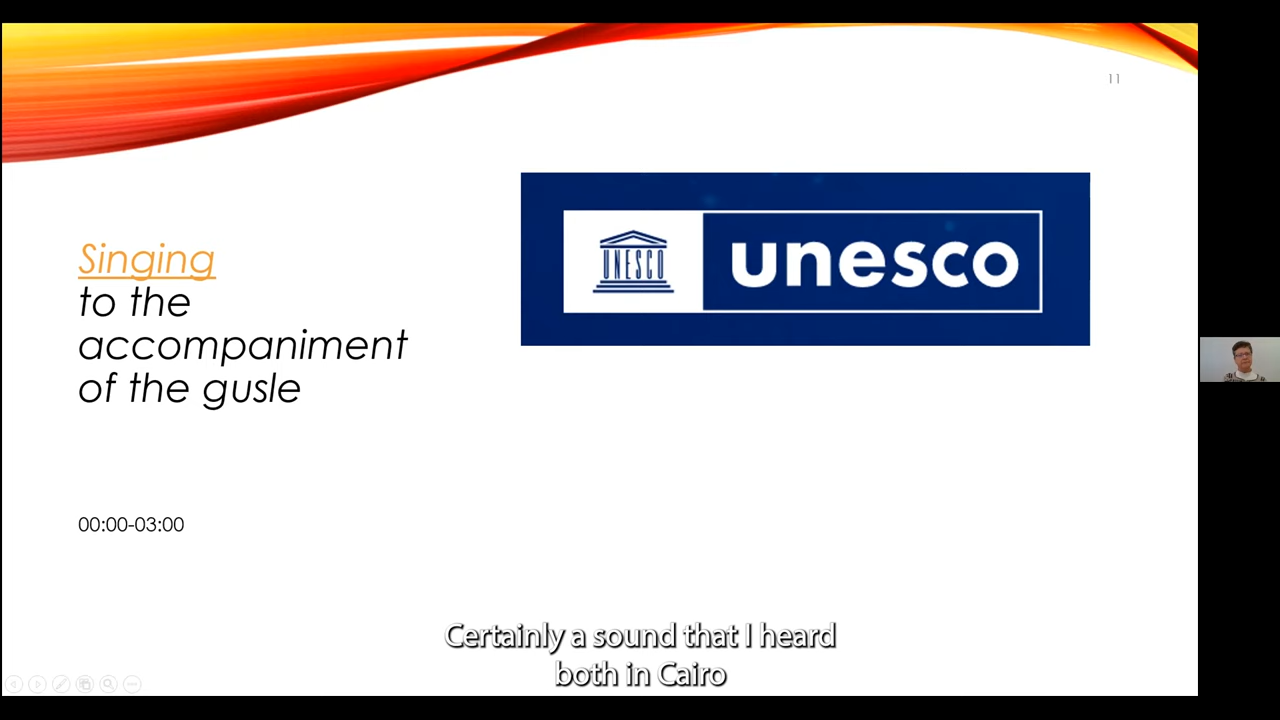 11
Singing
to the
accompaniment
of the gusle
UNESCO
unesco
00:00-03:00
Certainly a sound that I heard
both in Cairo